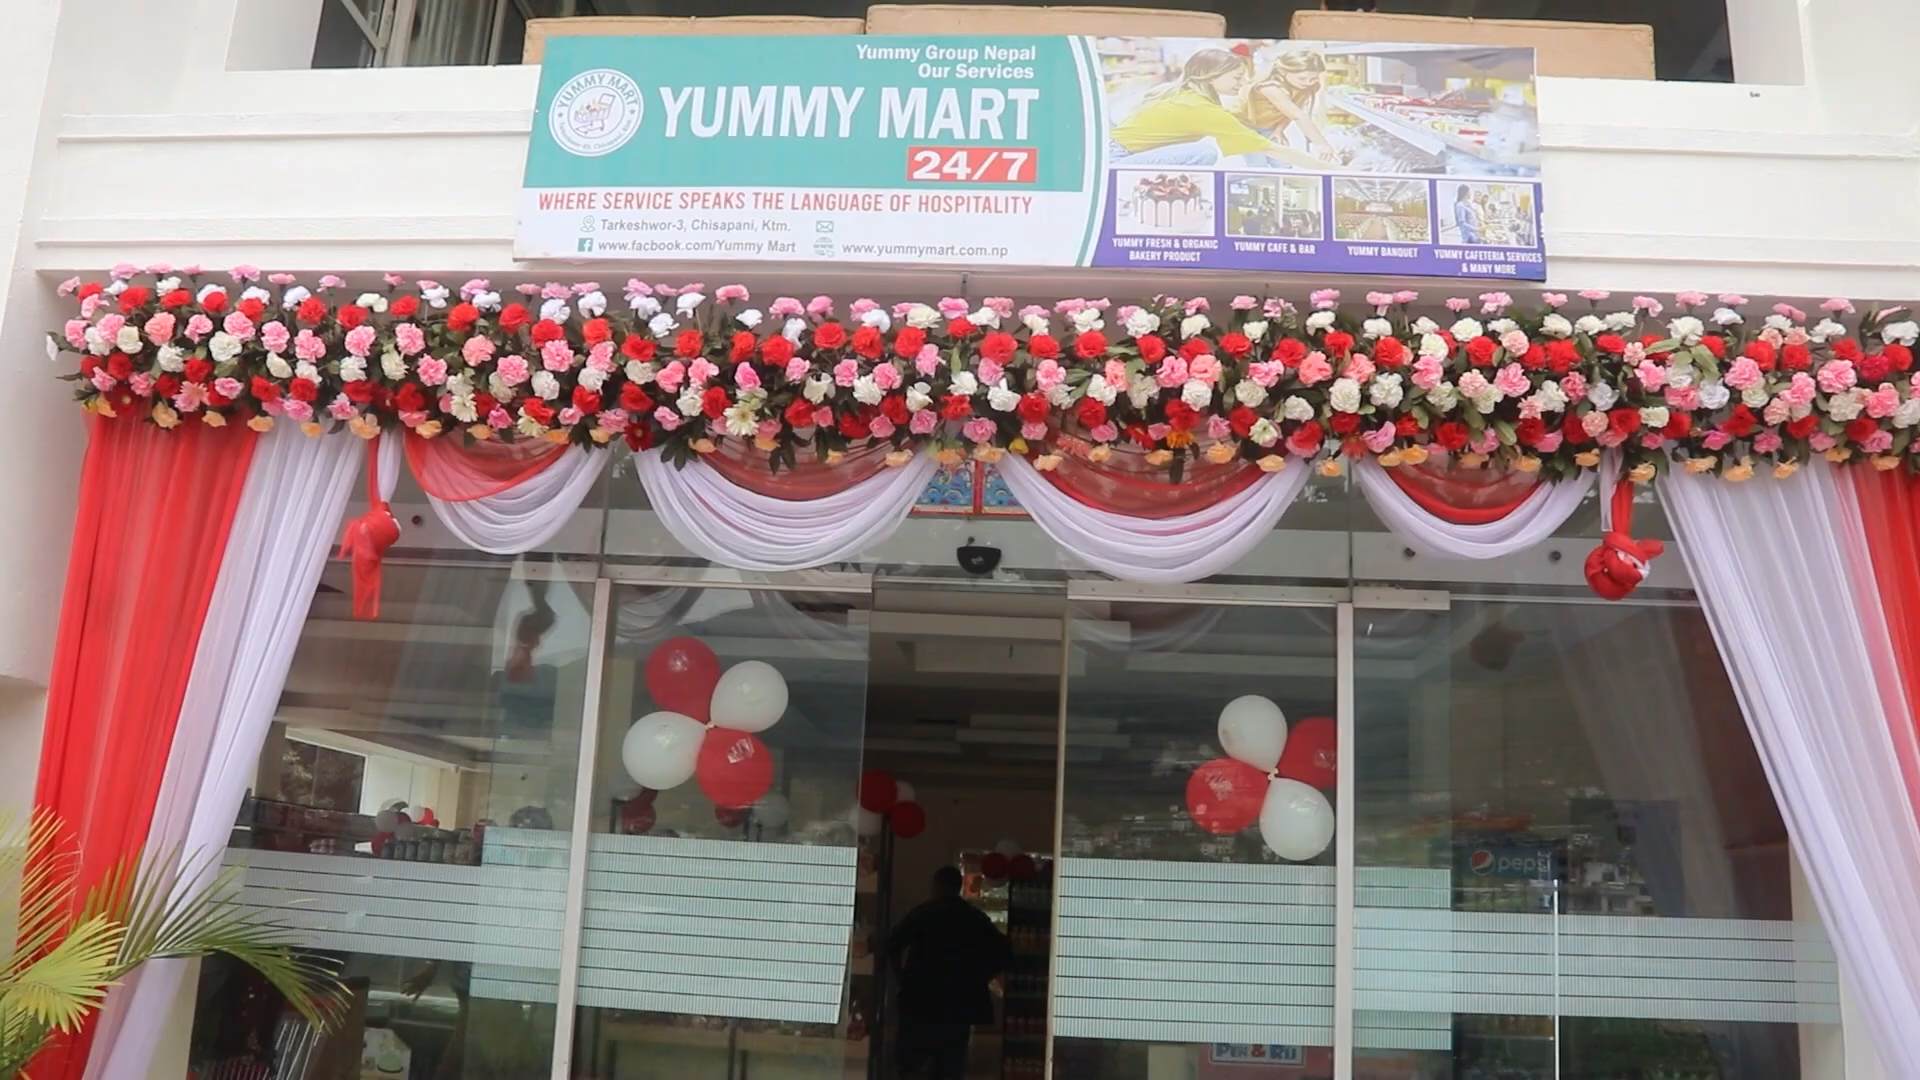 Yummy Group Nepal
Our Services
YUMMY MART
YUMMY MART
24/7
WHERE SERVICE SPEAKS THE LANGUAGE OF HOSPITALITY
Tarkeshwor-3, Chisapani, Ktm.
www.facbook.com/Yummy Mart
www.yummymart.com.np
YUMMY FRESH & ORGANIC
BAKERY PRODUCT
YUMMY CAFE & BAR
YUMMY BANQUET
YUMMY CAFETERIA SERVICES
& MANY MORE
pepsi